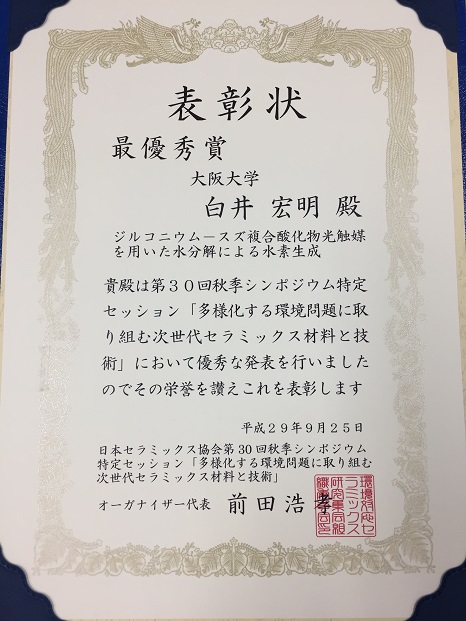 表彰状
最優秀賞
大阪大学
白井 宏明 殿
ジルコニウム－スズ複合酸化物光触媒
を用いた水分解による水素生成
貴殿は第３０回秋季シンポジウム特定
セッション「多様化する環境問題に取
り組む次世代セラミックス材料と技
術」において優秀な発表を行いました
のでその栄誉を讃えこれを表彰します
平成２９年９月２５日
日本セラミックス協会第30回秋季シンポジウム
特定セッション「多様化する環境問題に取り組む
次世代セラミックス材料と技術」
オーガナイザー代表 前田浩孝
環境対応セ
ラミックス